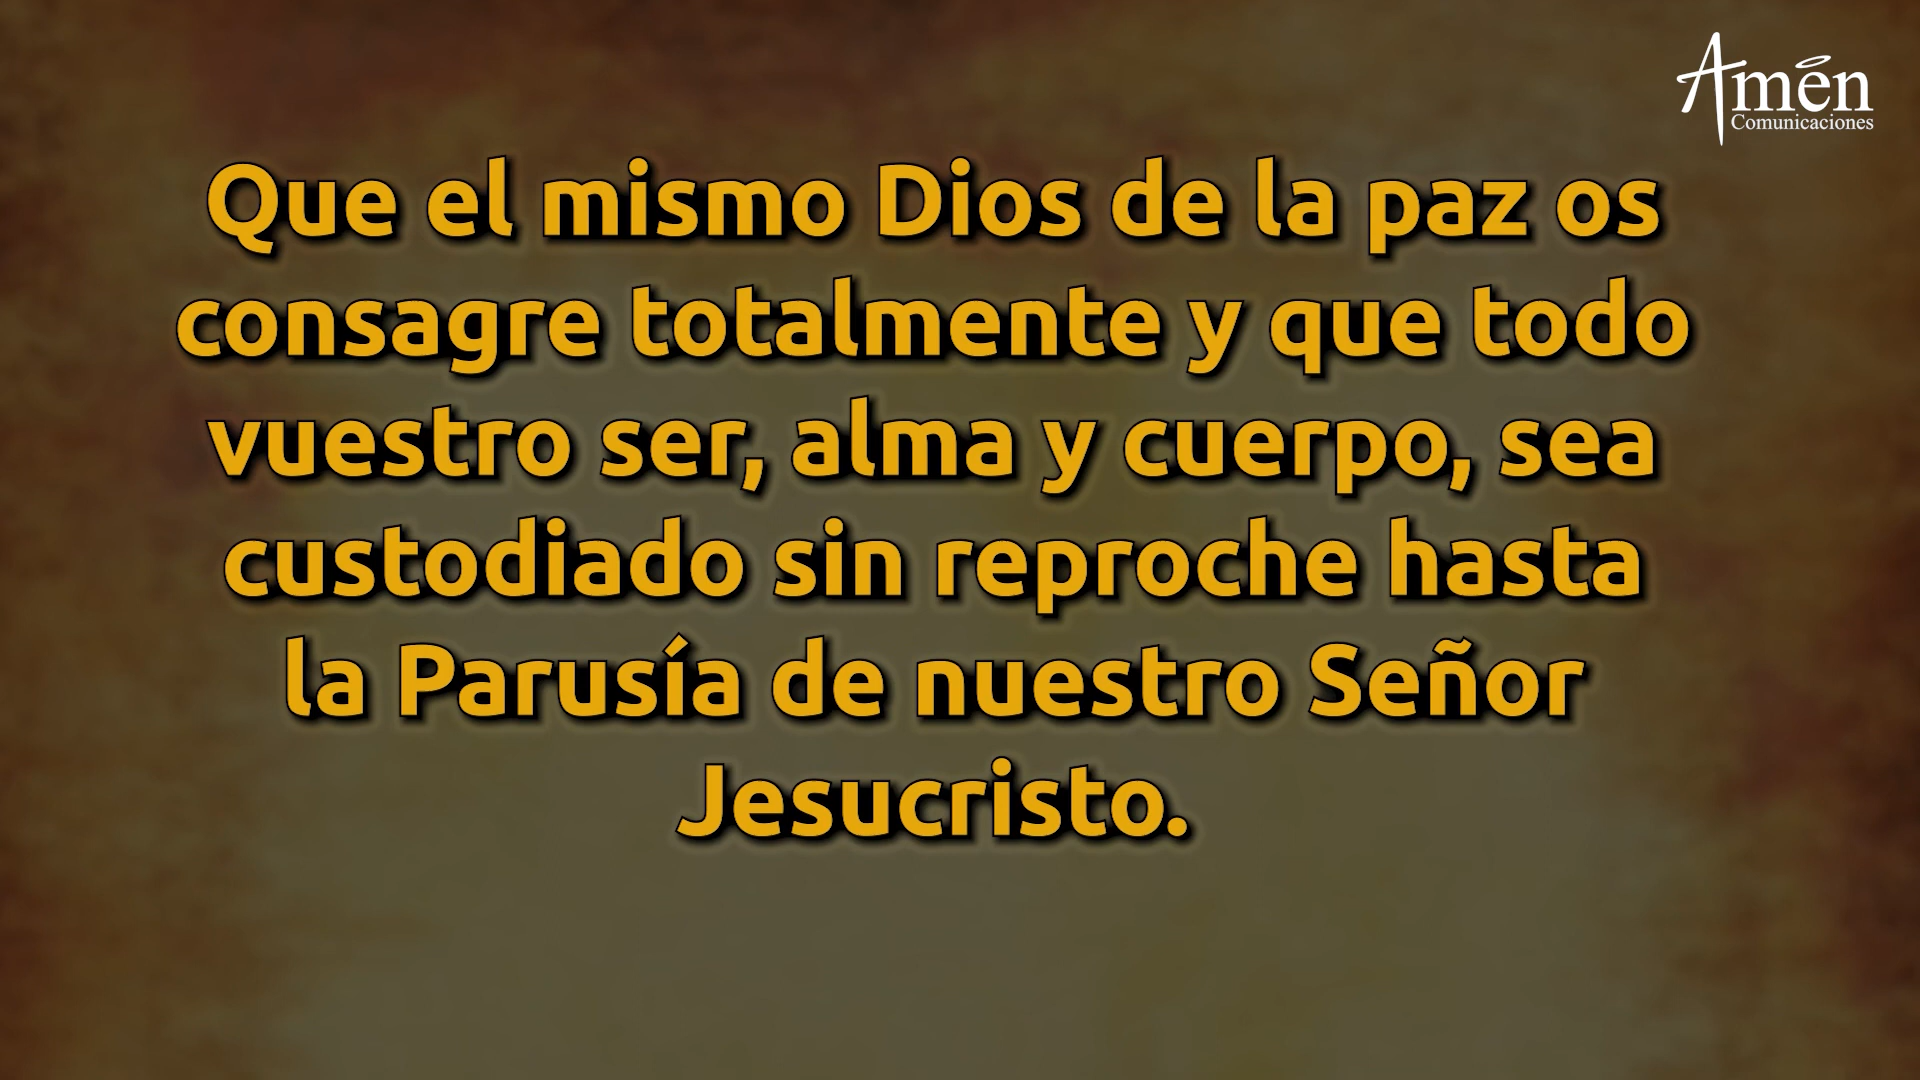 Amén
Comunicaciones
Que el mismo Dios de la paz os
consagre totalmente y que todo
vuestro ser, alma y cuerpo, sea
custodiado sin reproche hasta
la Parusía de nuestro Señor
Jesucristo.